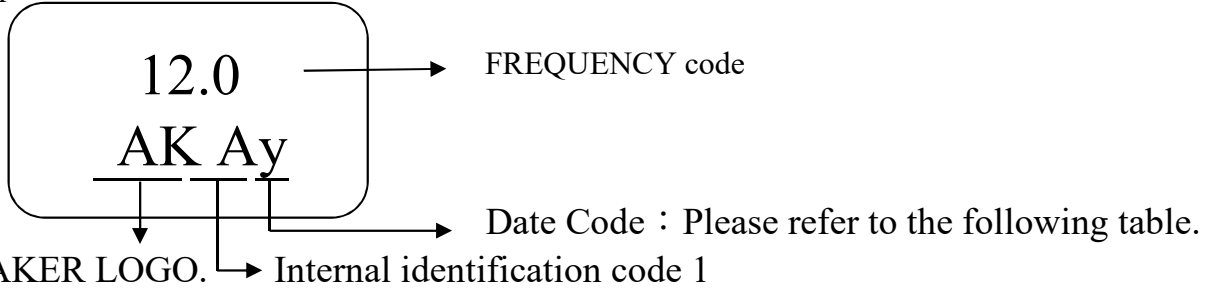 12.0
FREQUENCY code
AK Ay
Date Code：Please refer to the following table.
AKER LOGO.
Internal identification code 1